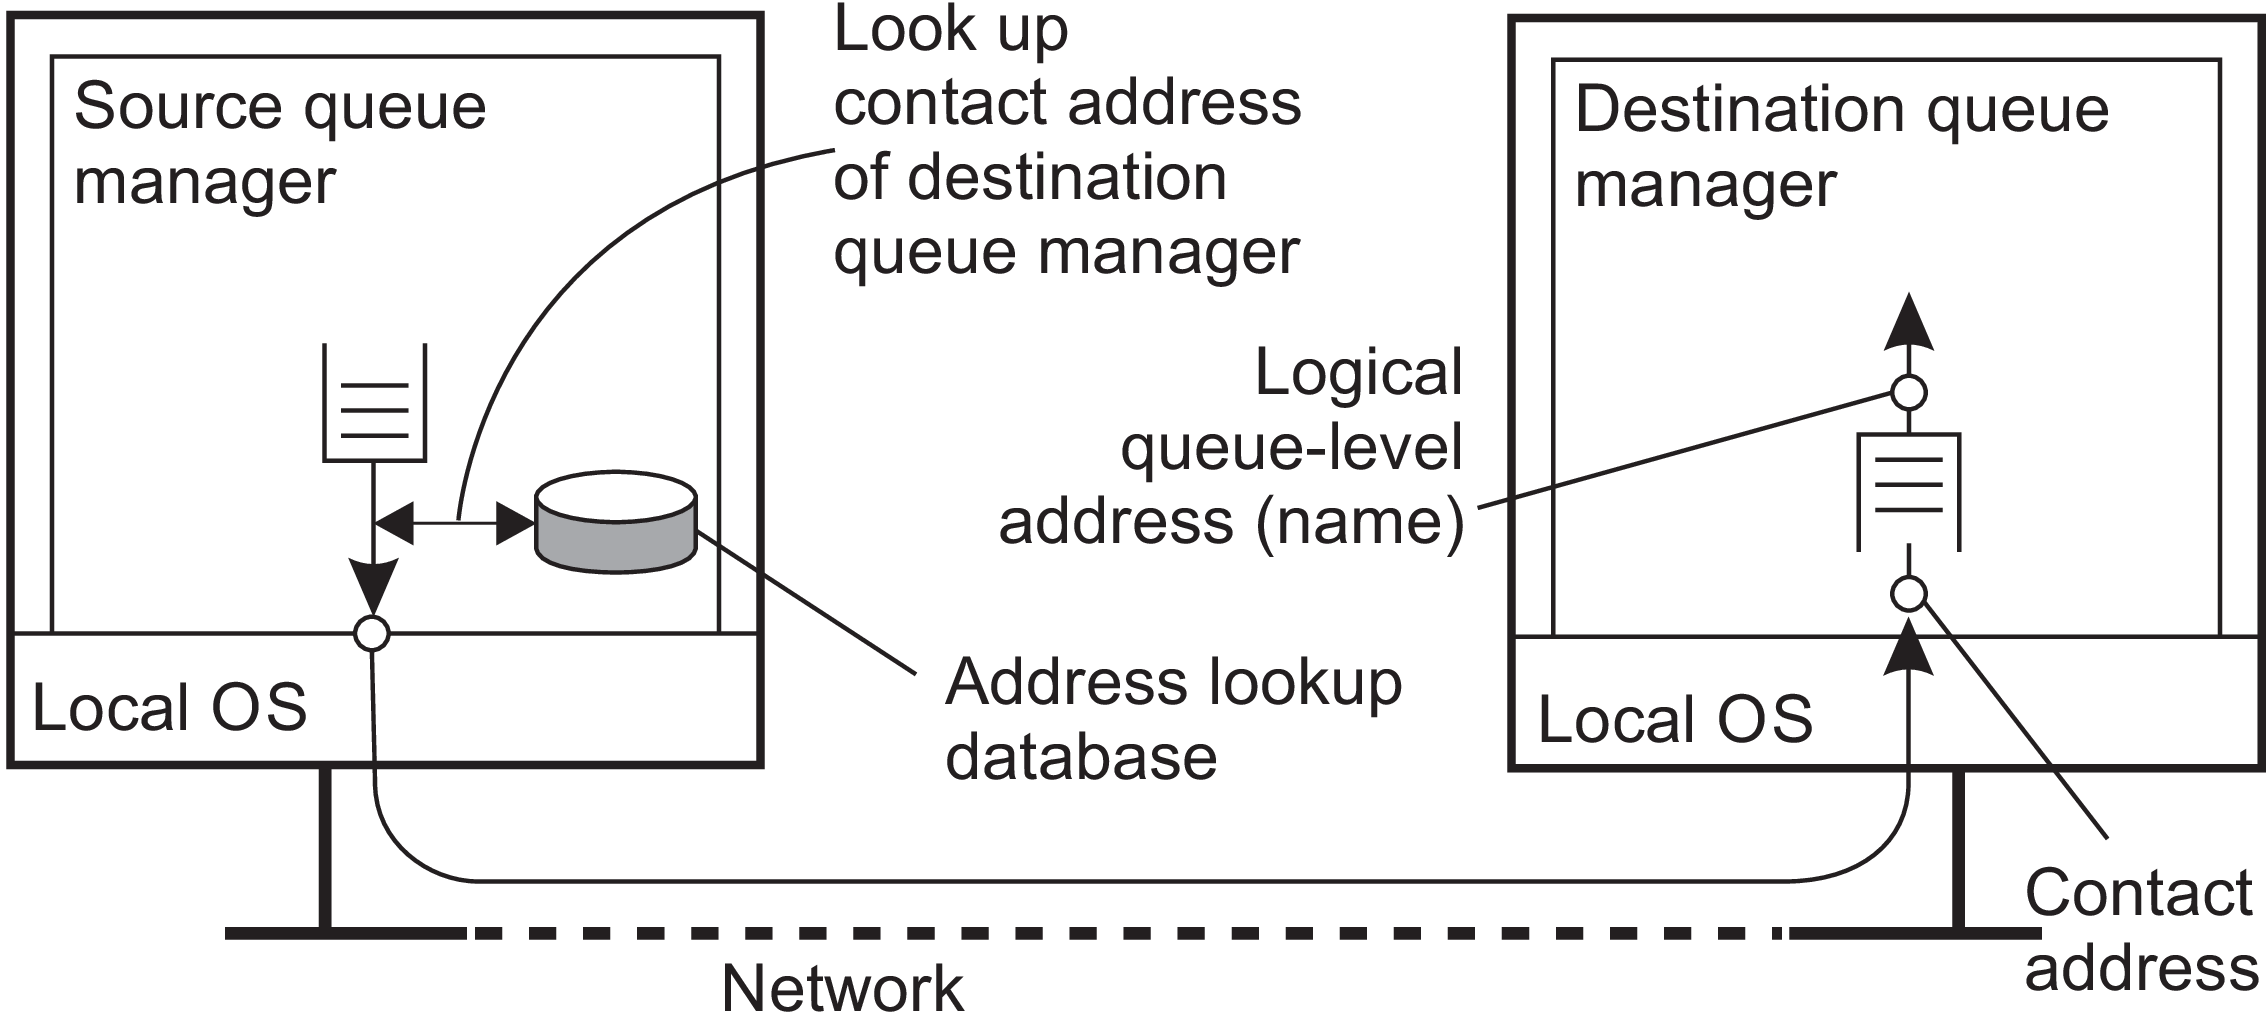 Source queue
manager
Look up
contact address
of destination
queue manager
Destination queue
manager
Logical
queue-level
address (name)
Address lookup
database
Local OS
Local OS
Contact
address
Network